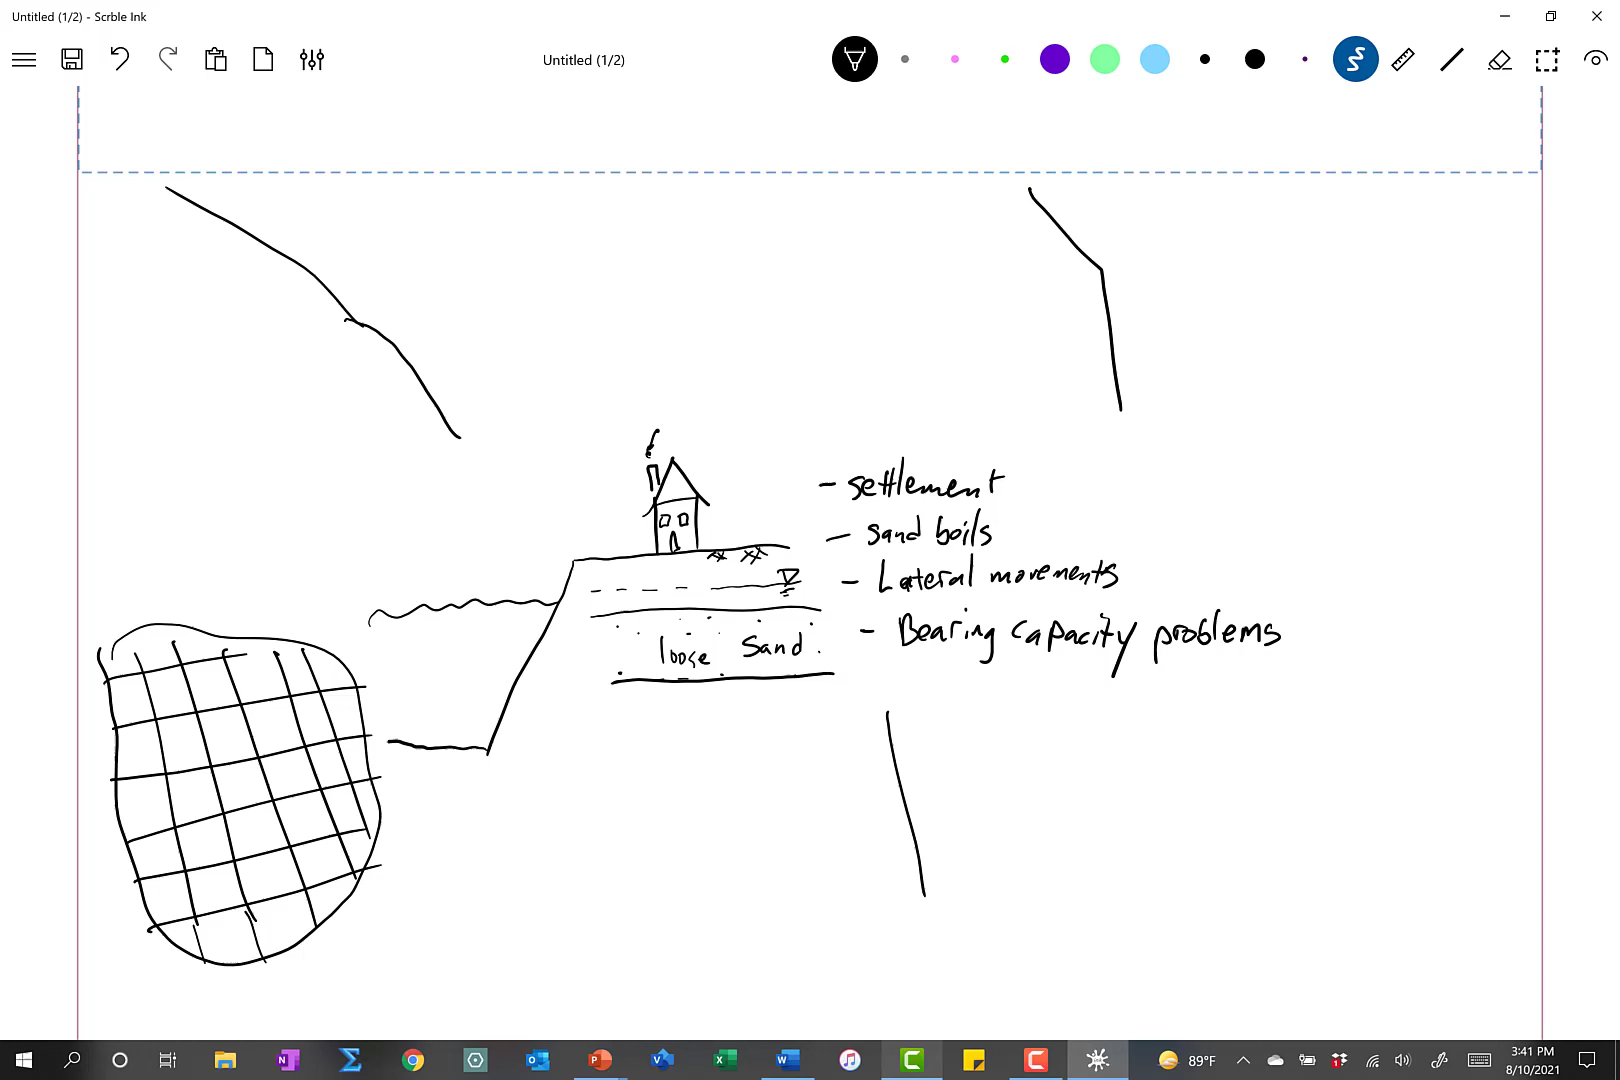 Untitled (1/2) - Scrble Ink
Untitled (1/2)
- settlement
- sand boils
- Lateral movements
- Bearing capacity problems
loose Sand.
89°F
3:41 PM
8/10/2021